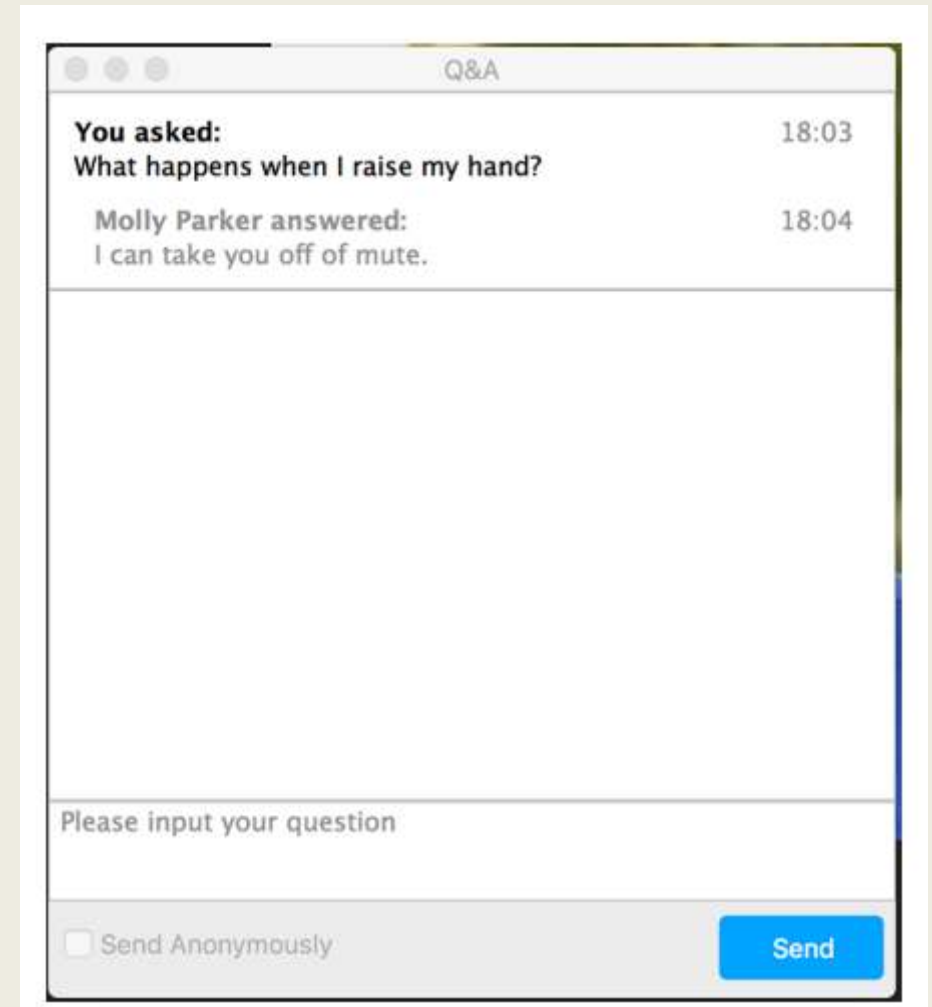 Q&A
You asked: 18:03
What happens when I raise my hand?
Molly Parker answered: 18:04
I can take you off of mute.
Please input your question
Send Anonymously
Send